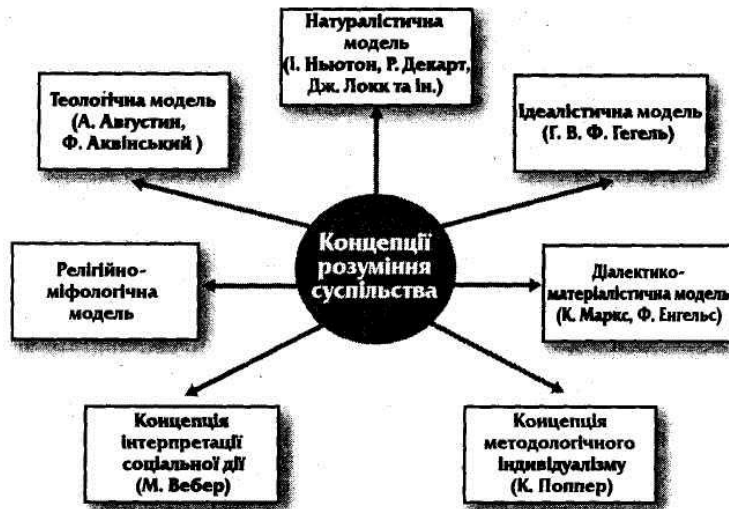 Натуралістична
модель
(І. Ньютон, Р. Декарт,
Дж. Локк та ін.)
Теологічна модель
(А. Августин,
Ф. Аквінський )
Ідеалістична модель
(Г. В. Ф. Гегель)
Концепції
розуміння
суспільства
Релігійно-
міфологічна
модель
Діалектико-
матеріалістична модель
(К. Маркс, Ф. Енгельс)
Концепція
інтерпретації
соціальної дії
(М. Вебер)
Концепція
методологічного
індивідуалізму
(К. Поппер)